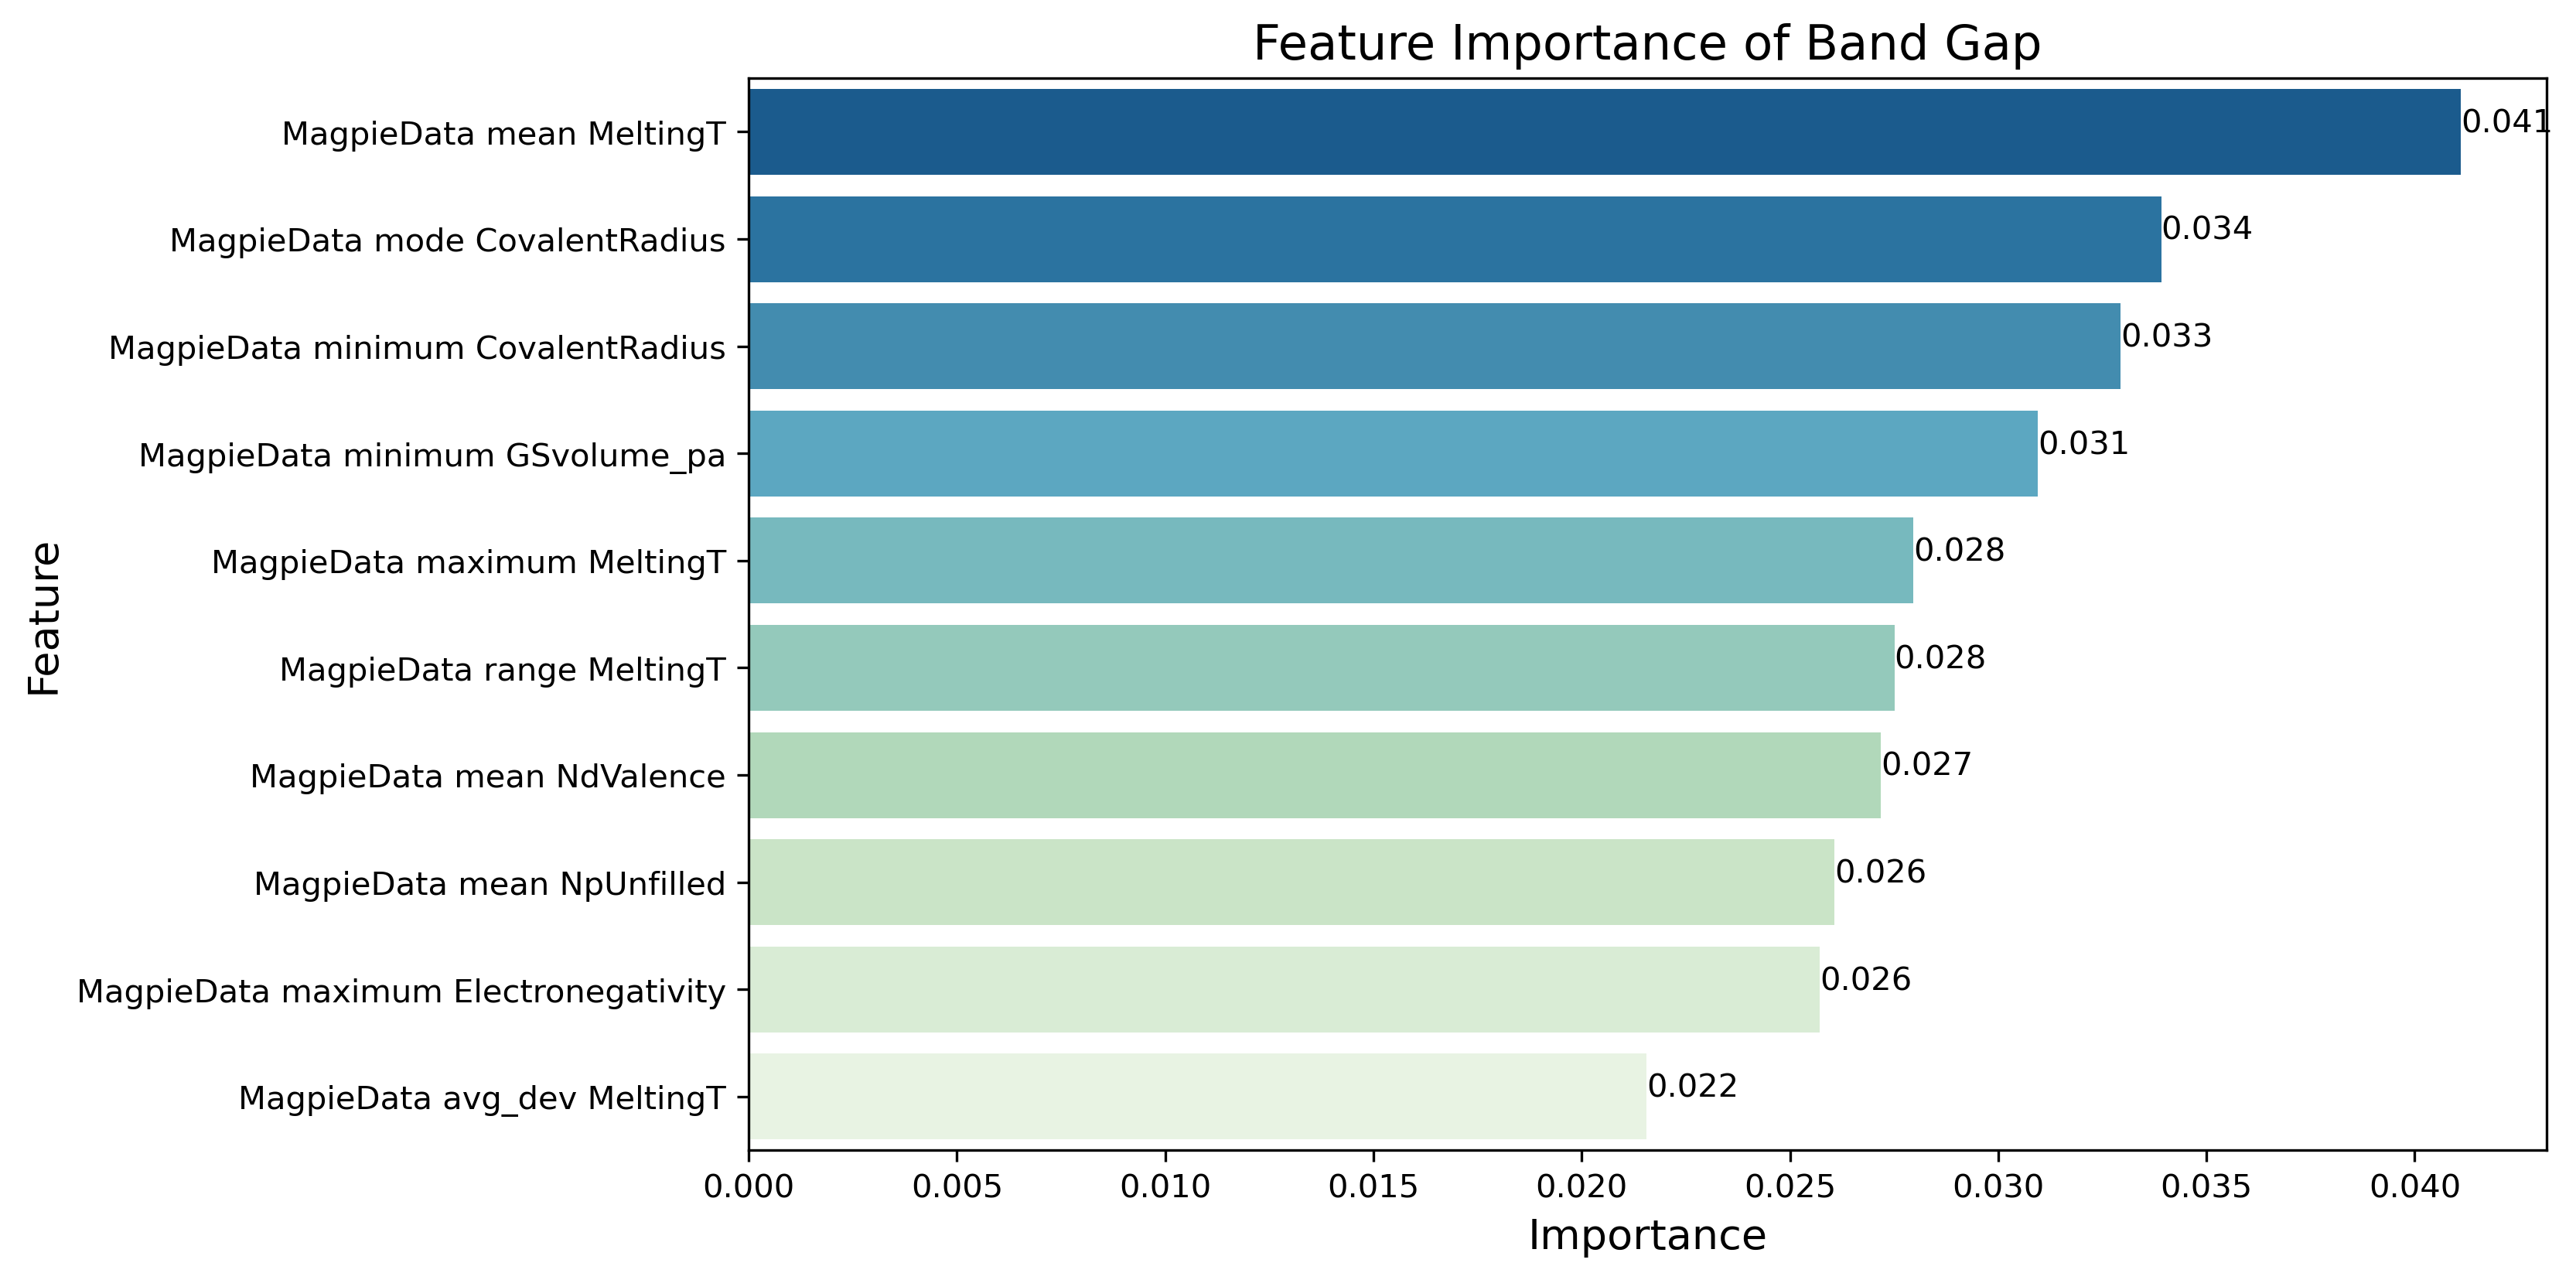 Feature Importance of Band Gap
MagpieData mean MeltingT
0.041
MagpieData mode CovalentRadius
0.034
MagpieData minimum CovalentRadius
0.033
MagpieData minimum GSvolume_pa
0.031
MagpieData maximum MeltingT
0.028
MagpieData range MeltingT
0.028
MagpieData mean NdValence
0.027
MagpieData mean NpUnfilled
0.026
MagpieData maximum Electronegativity
0.026
MagpieData avg_dev MeltingT
0.022
Feature
0.000 0.005 0.010 0.015 0.020 0.025 0.030 0.035 0.040
Importance